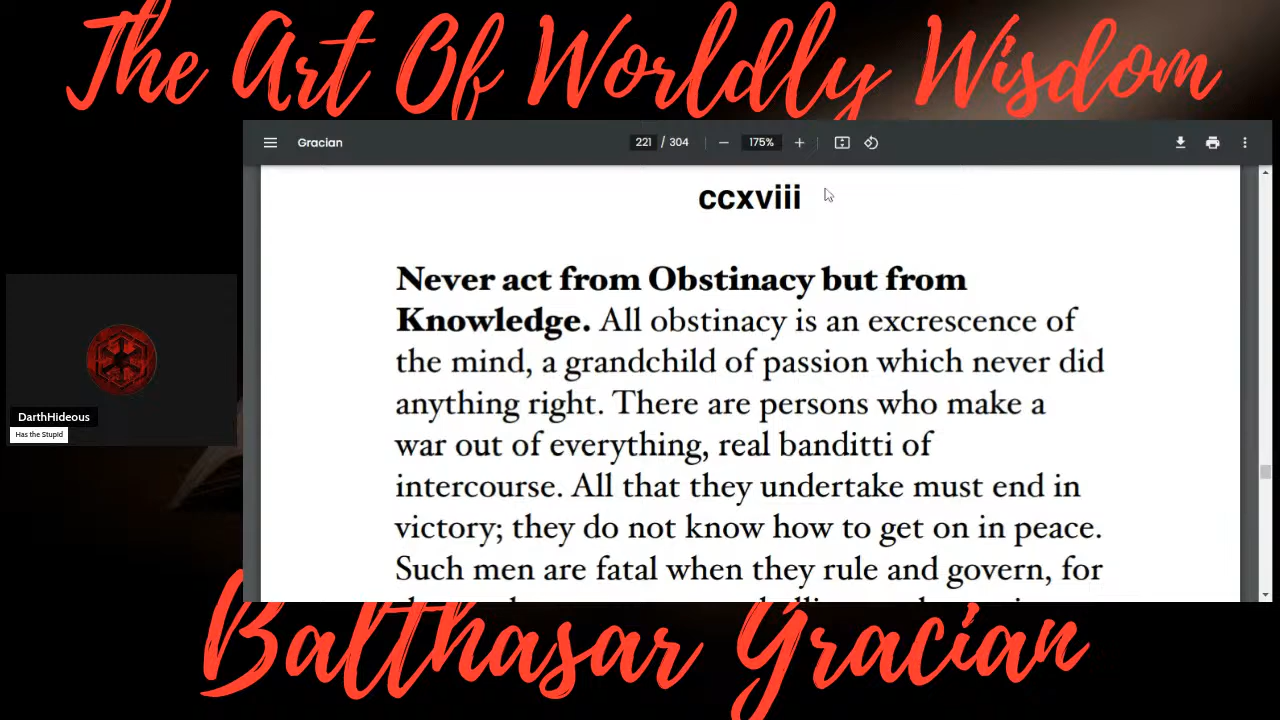 The Art Of Worldly Wisdom
Gracian
221 / 304
175%
ccxviii
Never act from Obstinacy but from
Knowledge. All obstinacy is an excrescence of
the mind, a grandchild of passion which never did
anything right. There are persons who make a
war out of everything, real banditti of
intercourse. All that they undertake must end in
victory; they do not know how to get on in peace.
Such men are fatal when they rule and govern, for
DarthHideous
Has the Stupid
Balthasar Gracian